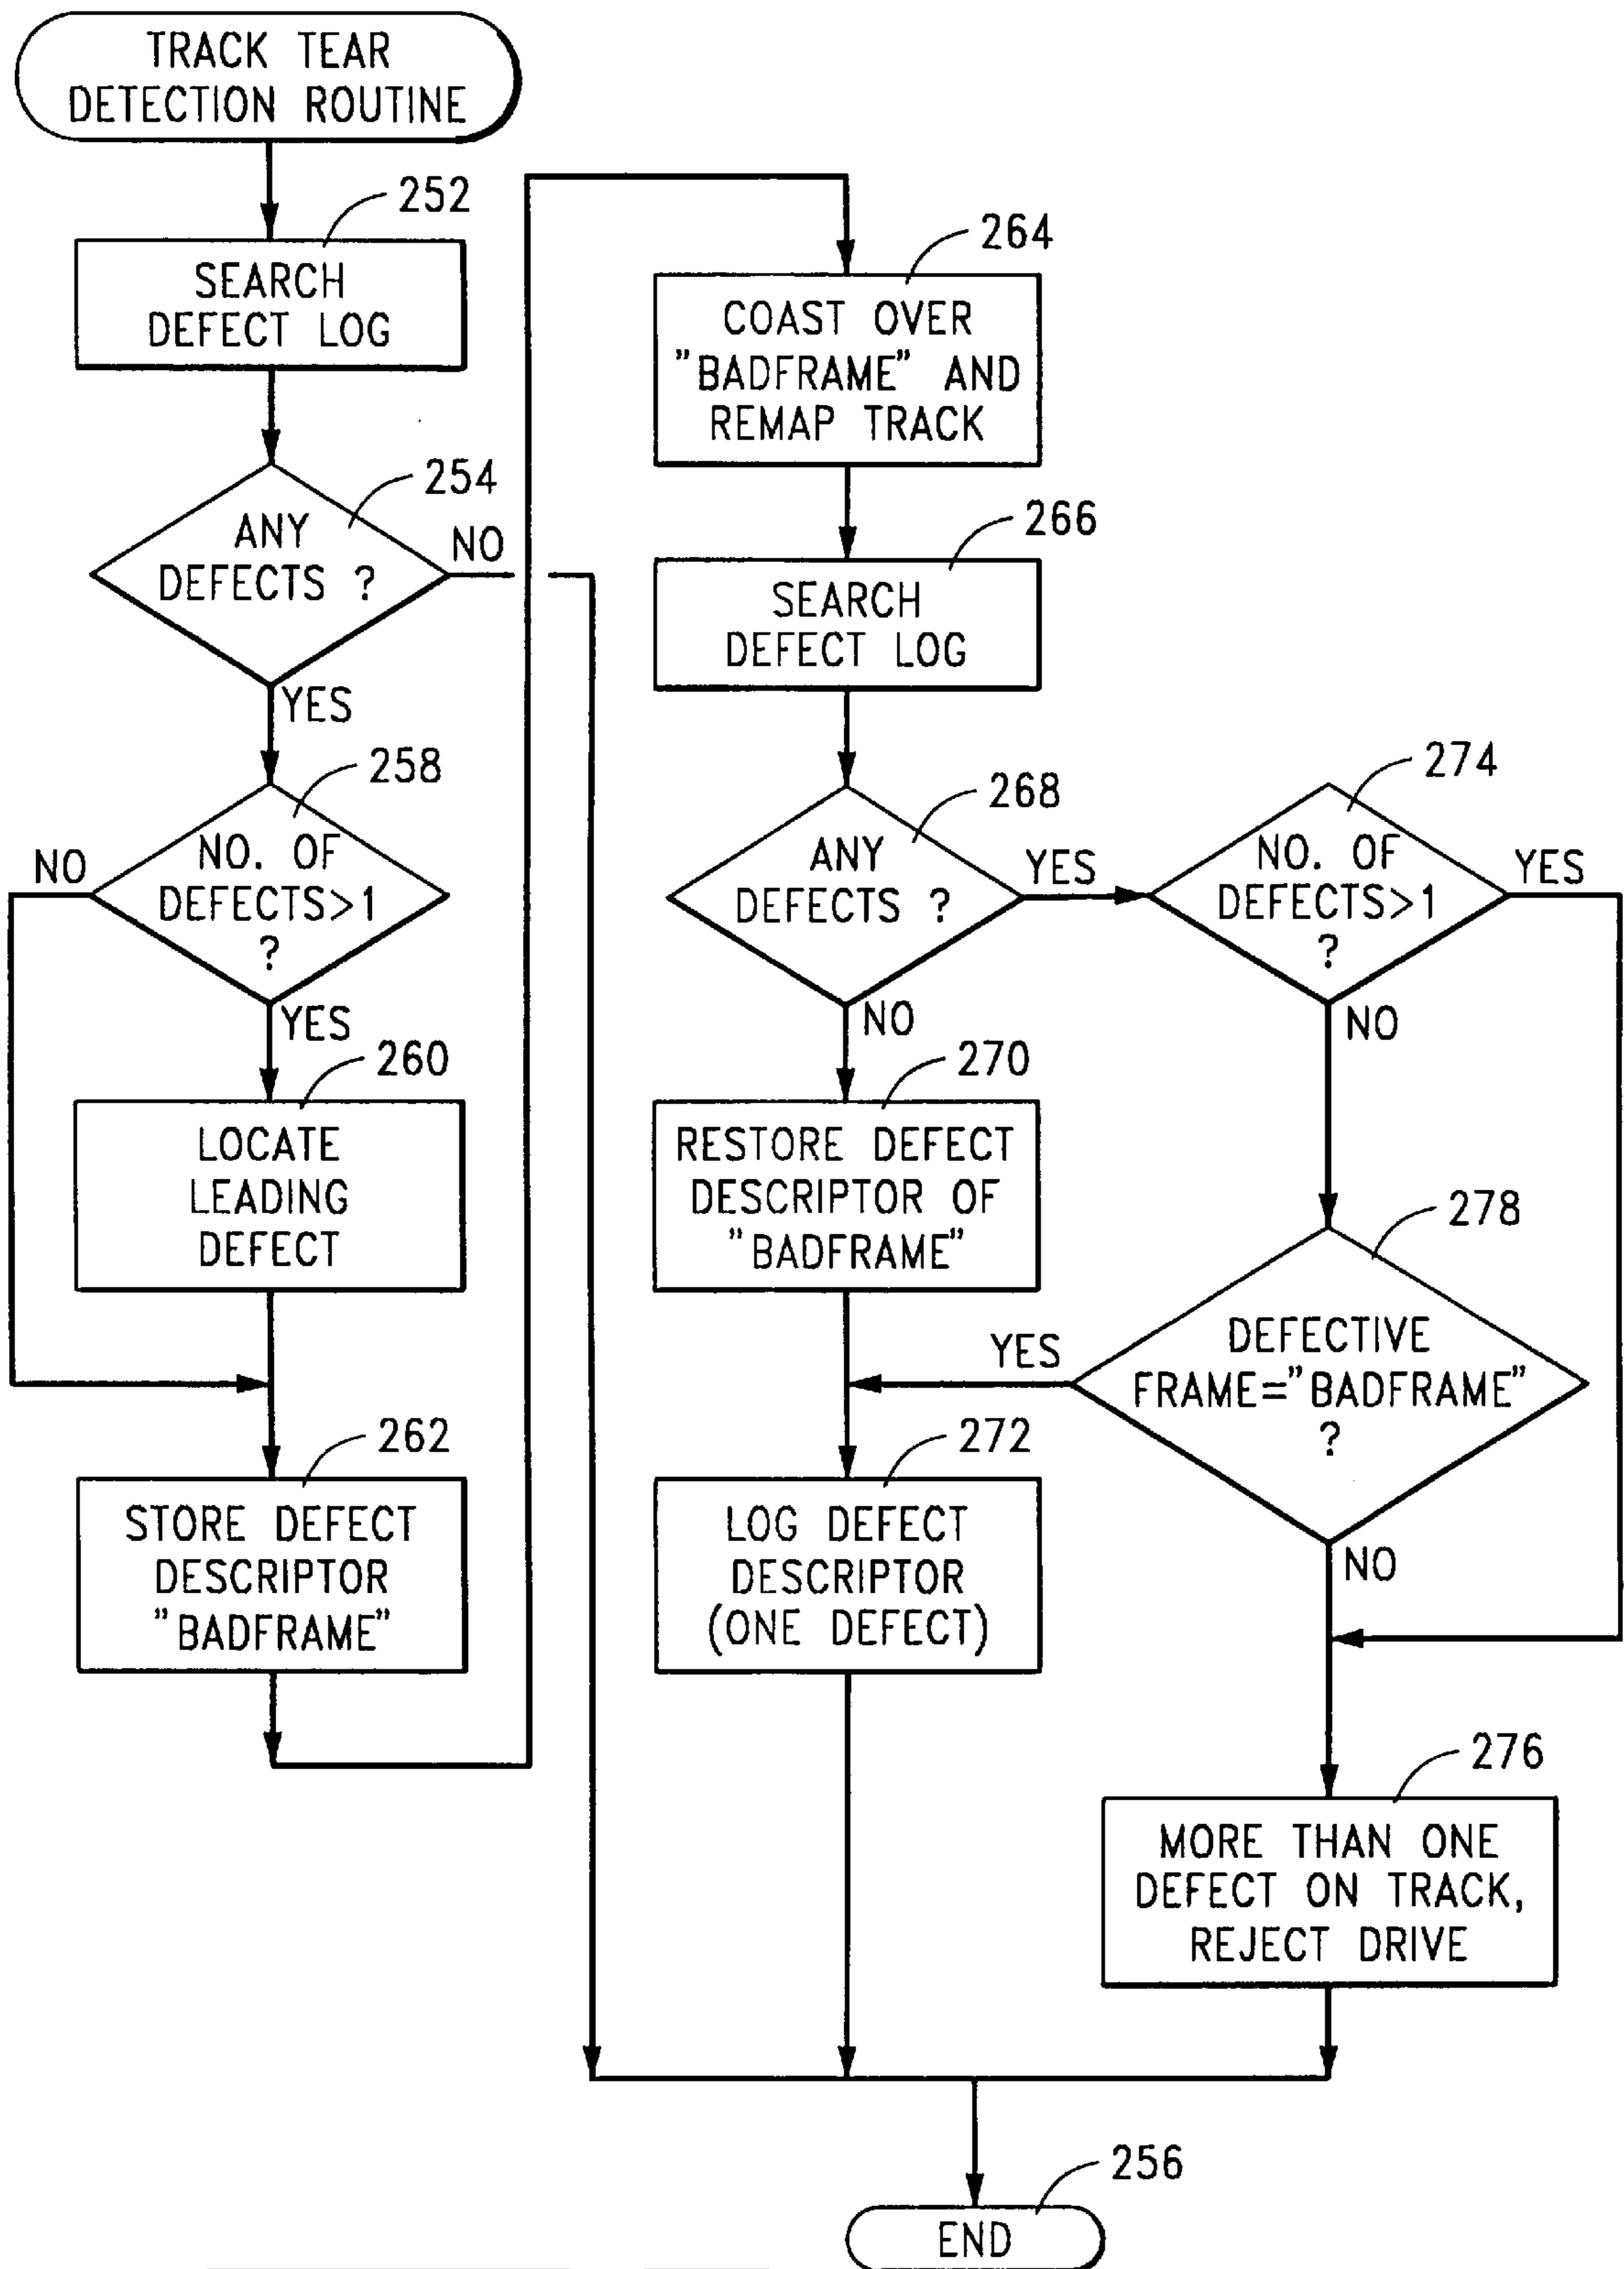 TRACK TEAR
DETECTION ROUTINE
252
SEARCH
DEFECT LOG
254
ANY
DEFECTS ?
NO
YES
258
NO. OF
DEFECTS>1
?
NO
YES
260
LOCATE
LEADING
DEFECT
262
STORE DEFECT
DESCRIPTOR
"BADFRAME"
264
COAST OVER
"BADFRAME" AND
REMAP TRACK
266
SEARCH
DEFECT LOG
268
ANY
DEFECTS ?
YES
NO
270
RESTORE DEFECT
DESCRIPTOR OF
"BADFRAME"
272
LOG DEFECT
DESCRIPTOR
(ONE DEFECT)
274
NO. OF
DEFECTS>1
?
YES
NO
278
DEFECTIVE
FRAME="BADFRAME"
?
YES
NO
276
MORE THAN ONE
DEFECT ON TRACK,
REJECT DRIVE
256
END